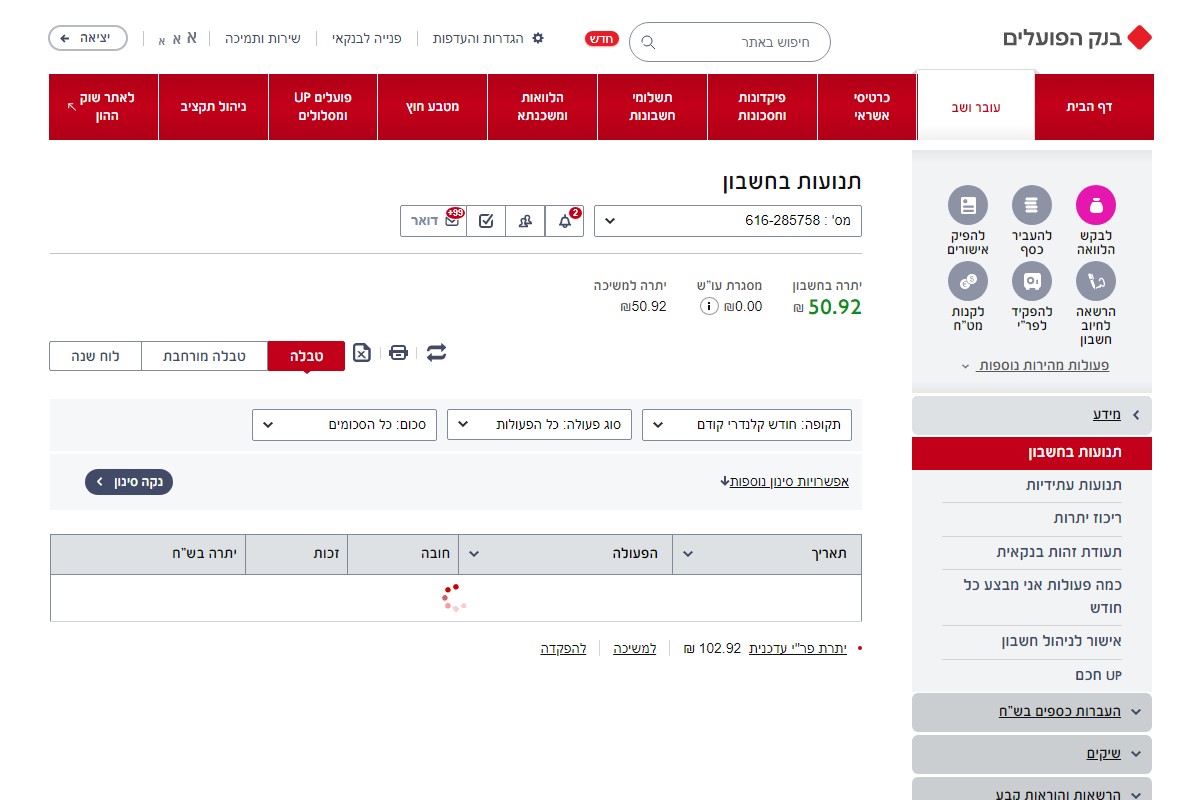 בנק הפועלים
חיפוש באתר
חדש
הגדרות והעדפות
פנייה לבנקאי
שירות ותמיכה
א א א
יציאה
דף הבית
עובר ושב
כרטיסי
אשראי
פיקדונות
וחסכונות
תשלומי
חשבונות
הלוואות
ומשכנתא
מטבע חוץ
פועלים UP
ומסלולים
ניהול תקציב
לאתר שוק
ההון
לבקש
הלוואה
להעביר
כסף
להפיק
אישורים
הרשאה
לחיוב
חשבון
להפקיד
לפר"י
לקנות
מט"ח
פעולות מהירות נוספות
מידע
תנועות בחשבון
תנועות עתידיות
ריכוז יתרות
תעודת זהות בנקאית
כמה פעולות אני מבצע כל
חודש
אישור לניהול חשבון
UP חכם
העברות כספים בש"ח
שיקים
הרשאות והוראות קבע
תנועות בחשבון
מס' : 616-285758
2
+99
דואר
יתרה בחשבון
50.92 ₪
מסגרת עו"ש
₪0.00
יתרה למשיכה
₪50.92
טבלה
טבלה מורחבת
לוח שנה
תקופה: חודש קלנדרי קודם
סוג פעולה: כל הפעולות
סכום: כל הסכומים
אפשרויות סינון נוספות
נקה סינון
תאריך
הפעולה
חובה
זכות
יתרה בש"ח
יתרת פר"י עדכנית 102.92 ₪
למשיכה
להפקדה